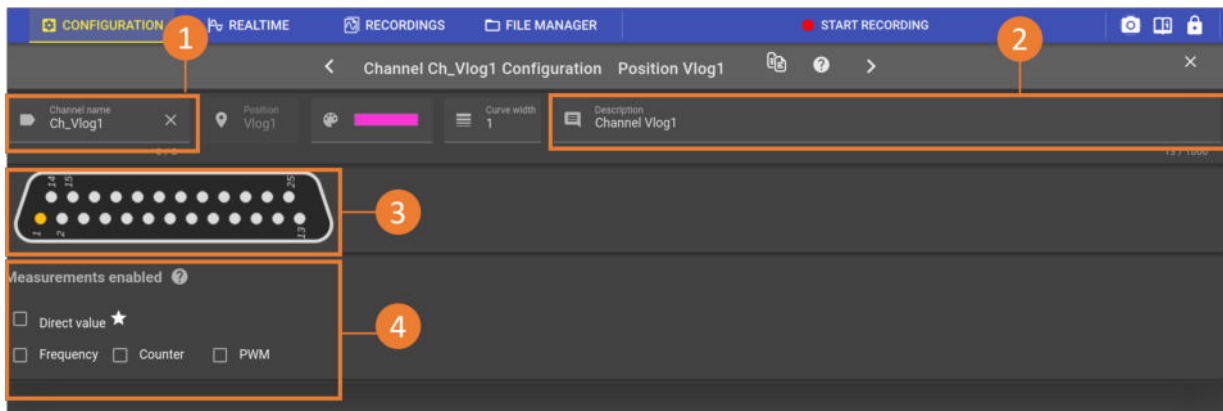 CONFIGURATION REALTIME RECORDINGS FILE MANAGER START RECORDING
1
2
Channel Ch_Vlog1 Configuration Position Vlog1
Channel name Position Curve width Description
Ch_Vlog1 Vlog1 1 Channel Vlog1
13 / 1000
14 15 25
3
1 2 13
Measurements enabled
Direct value
4
Frequency Counter PWM